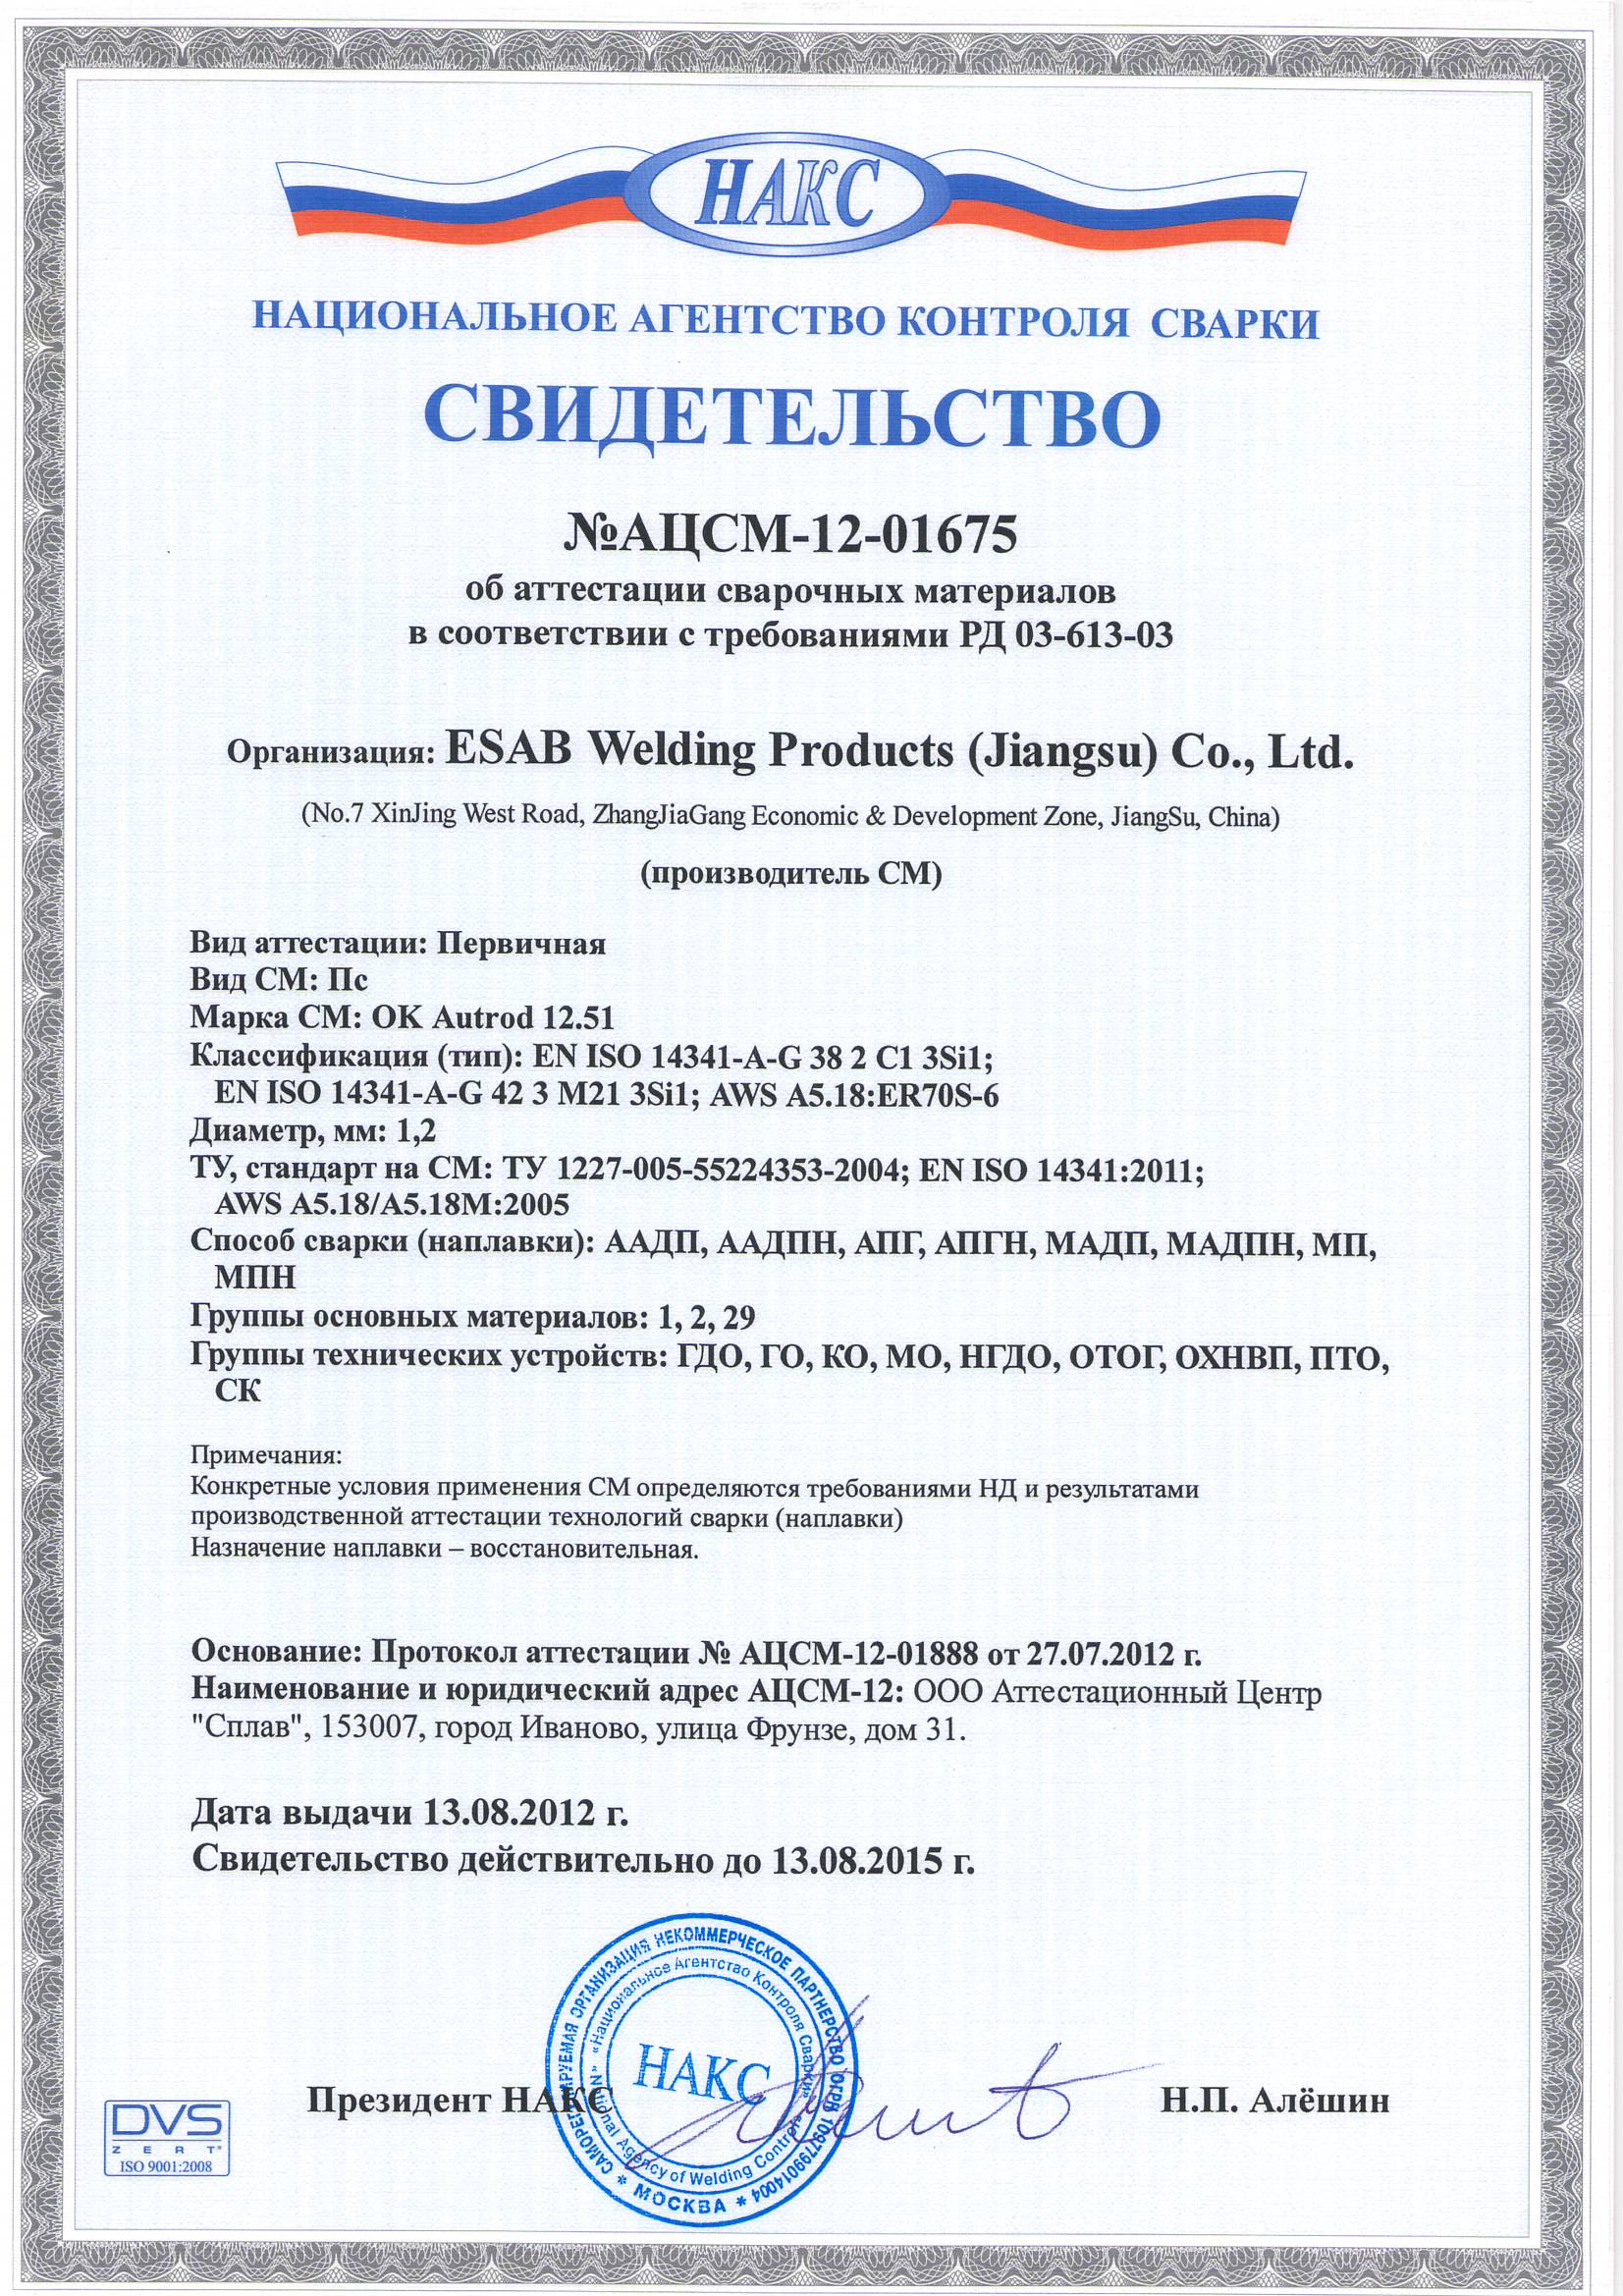 НАКС
НАЦИОНАЛЬНОЕ АГЕНТСТВО КОНТРОЛЯ СВАРКИ
СВИДЕТЕЛЬСТВО
№АЦСМ-12-01675
об аттестации сварочных материалов
в соответствии с требованиями РД 03-613-03
Организация: ESAB Welding Products (Jiangsu) Co., Ltd.
(No.7 XinJing West Road, ZhangJiaGang Economic & Development Zone, JiangSu, China)
(производитель СМ)
Вид аттестации: Первичная
Вид СМ: Пс
Марка СМ: OK Autrod 12.51
Классификация (тип): EN ISO 14341-A-G 38 2 C1 3Si1;
EN ISO 14341-A-G 42 3 M21 3Si1; AWS A5.18:ER70S-6
Диаметр, мм: 1,2
ТУ, стандарт на СМ: ТУ 1227-005-55224353-2004; EN ISO 14341:2011;
AWS A5.18/A5.18M:2005
Способ сварки (наплавки): ААДП, ААДПН, АПГ, АПГН, МАДП, МАДПН, МП,
МПН
Группы основных материалов: 1, 2, 29
Группы технических устройств: ГДО, ГО, КО, МО, НГДО, ОТОГ, ОХНВП, ПТО,
СК
Примечания:
Конкретные условия применения СМ определяются требованиями НД и результатами
производственной аттестации технологий сварки (наплавки)
Назначение наплавки – восстановительная.
Основание: Протокол аттестации № АЦСМ-12-01888 от 27.07.2012 г.
Наименование и юридический адрес АЦСМ-12: ООО Аттестационный Центр
"Сплав", 153007, город Иваново, улица Фрунзе, дом 31.
Дата выдачи 13.08.2012 г.
Свидетельство действительно до 13.08.2015 г.
САМОРЕГУЛИРУЕМАЯ ОРГАНИЗАЦИЯ НЕКОММЕРЧЕСКОЕ ПАРТНЕРСТВО ОГРН 1097799014004
* МОСКВА *
«Национальное Агентство Контроля Сварки»
«National Agency of Welding Control»
НАКС
Президент НАКС
Н.П. Алёшин
DVS
ZERT®
ISO 9001:2008